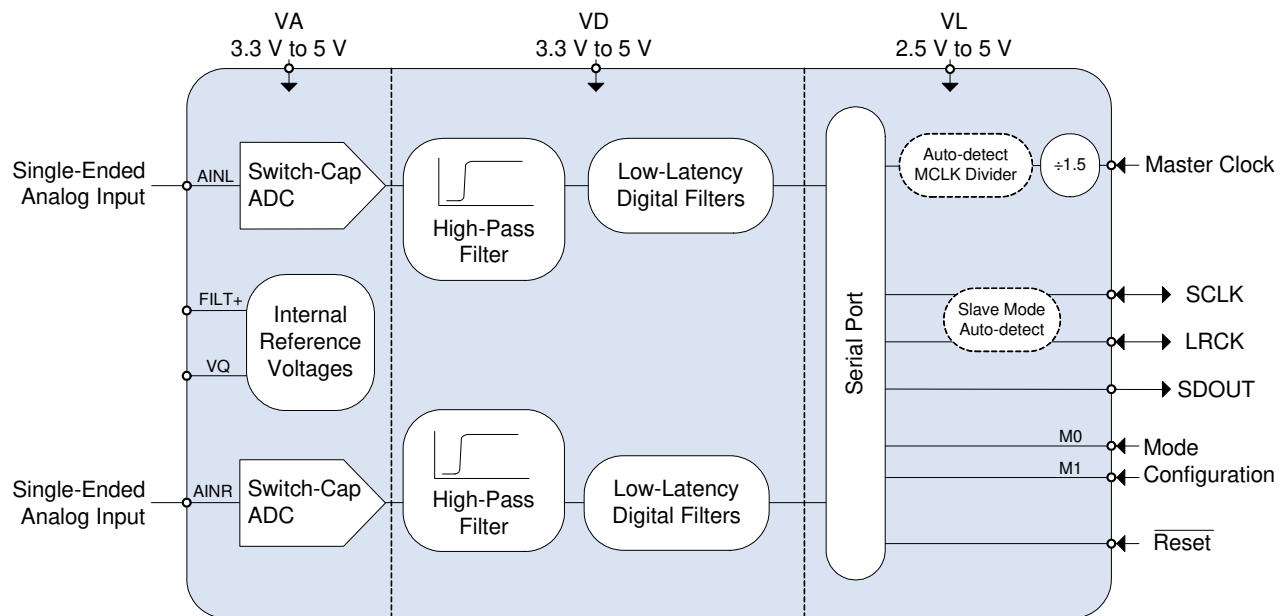 VA
3.3 V to 5 V
VD
3.3 V to 5 V
VL
2.5 V to 5 V
Single-Ended
Analog Input
AINL
Switch-Cap
ADC
High-Pass
Filter
Low-Latency
Digital Filters
Auto-detect
MCLK Divider
÷1.5
Master Clock
FILT+
VQ
Internal
Reference
Voltages
Serial Port
Slave Mode
Auto-detect
SCLK
LRCK
SDOUT
M0
M1
Mode
Configuration
Single-Ended
Analog Input
AINR
Switch-Cap
ADC
High-Pass
Filter
Low-Latency
Digital Filters
Reset